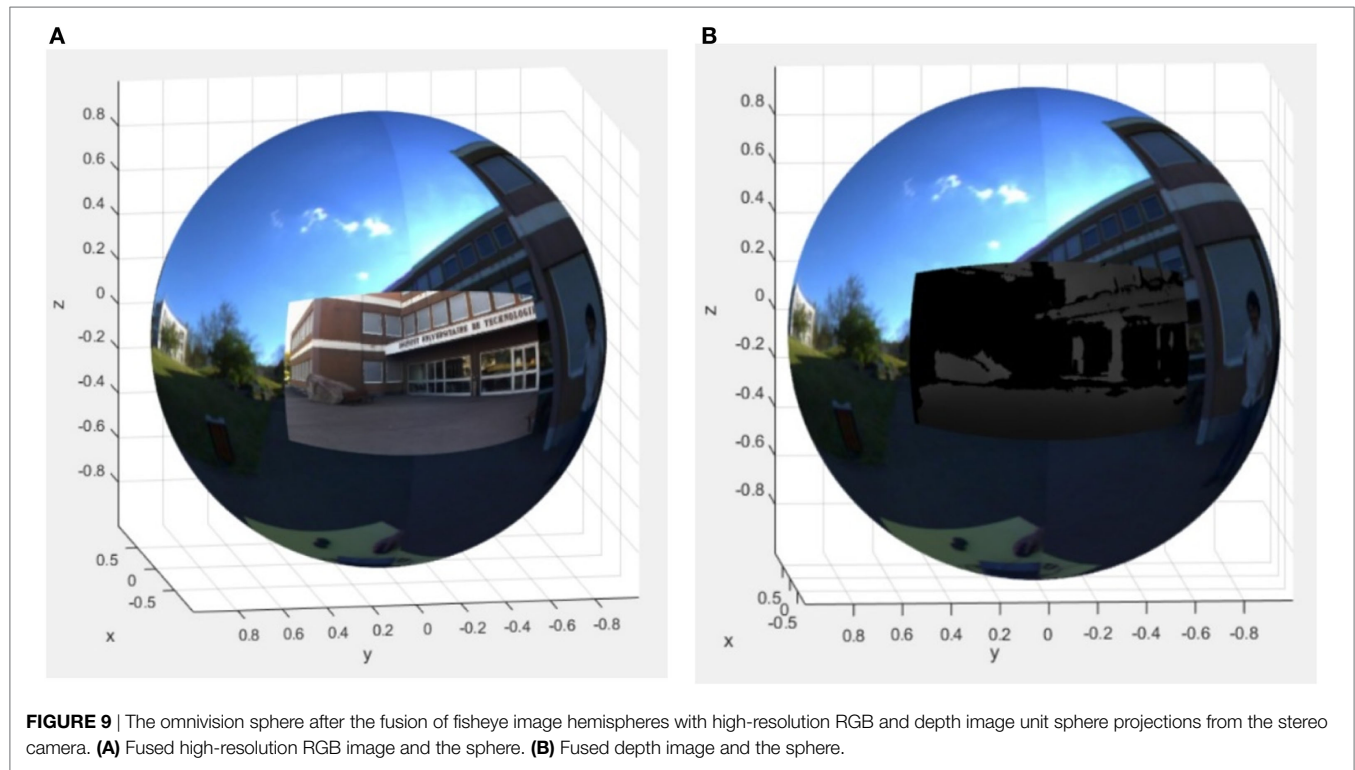 A
B
0.8
0.6
0.4
0.2
0
-0.2
-0.4
-0.6
-0.8
z
0.5
0
-0.5
x
0.8 0.6 0.4 0.2 0 -0.2 -0.4 -0.6 -0.8
y
UNIVERSITAIRE DE TECHNOLOGIE
0.8
0.6
0.4
0.2
0
-0.2
-0.4
-0.6
-0.8
z
0.5
0
-0.5
x
0.8 0.6 0.4 0.2 0 -0.2 -0.4 -0.6 -0.8
y
FIGURE 9 | The omnivision sphere after the fusion of fisheye image hemispheres with high-resolution RGB and depth image unit sphere projections from the stereo
camera. (A) Fused high-resolution RGB image and the sphere. (B) Fused depth image and the sphere.